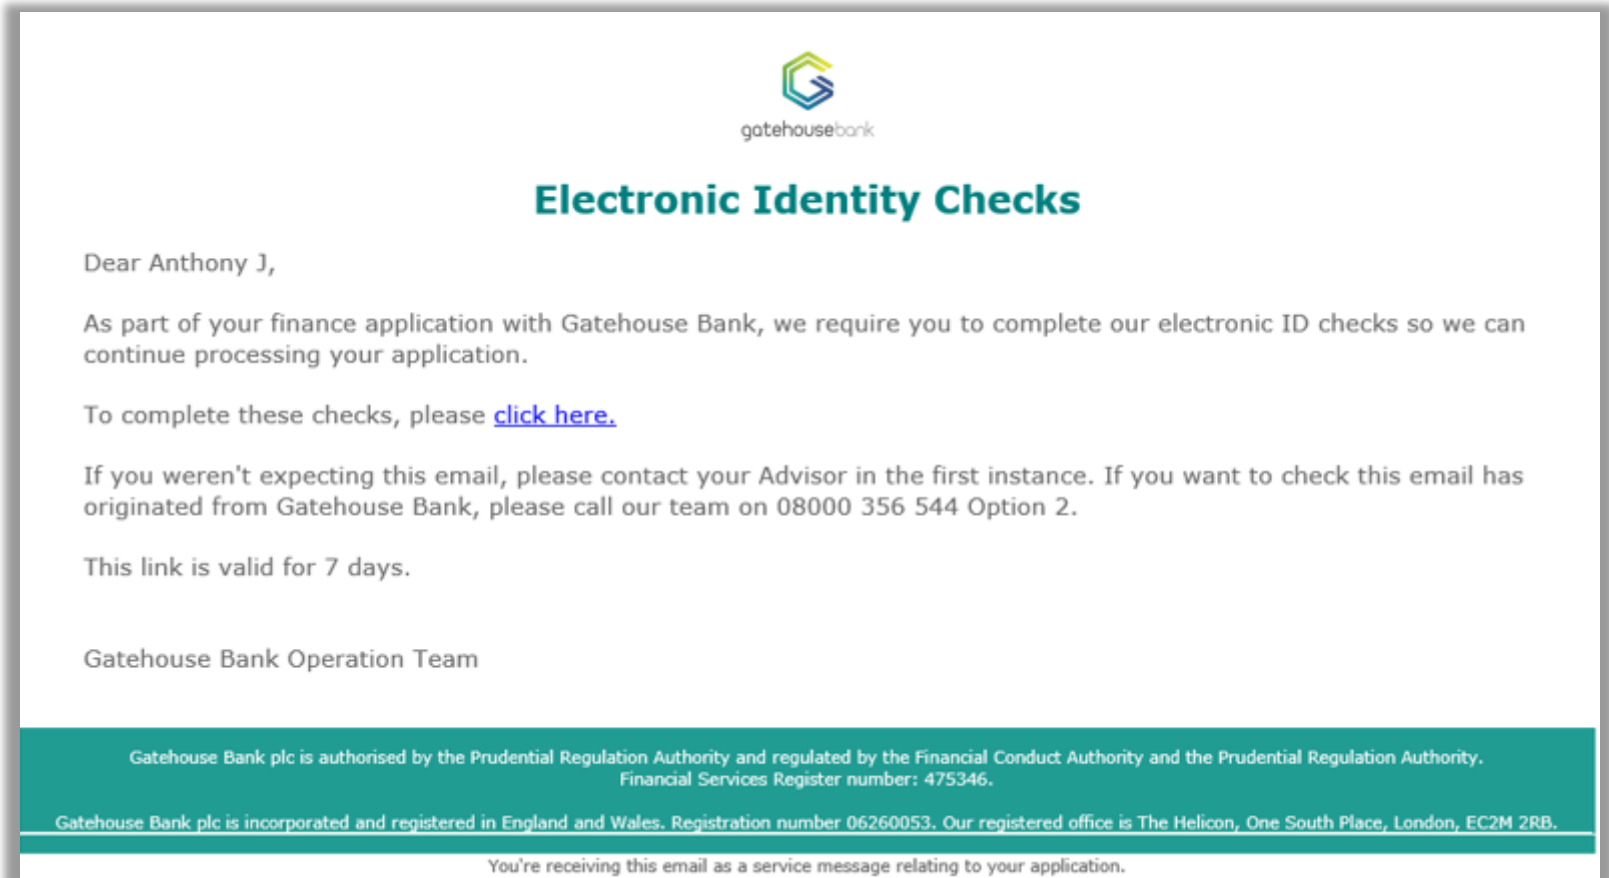 gatehousebank
Electronic Identity Checks
Dear Anthony J,
As part of your finance application with Gatehouse Bank, we require you to complete our electronic ID checks so we can
continue processing your application.
To complete these checks, please click here.
If you weren't expecting this email, please contact your Advisor in the first instance. If you want to check this email has
originated from Gatehouse Bank, please call our team on 08000 356 544 Option 2.
This link is valid for 7 days.
Gatehouse Bank Operation Team
Gatehouse Bank plc is authorised by the Prudential Regulation Authority and regulated by the Financial Conduct Authority and the Prudential Regulation Authority.
Financial Services Register number: 475346.
Gatehouse Bank plc is incorporated and registered in England and Wales. Registration number 06260053. Our registered office is The Helicon, One South Place, London, EC2M 2RB.
You're receiving this email as a service message relating to your application.